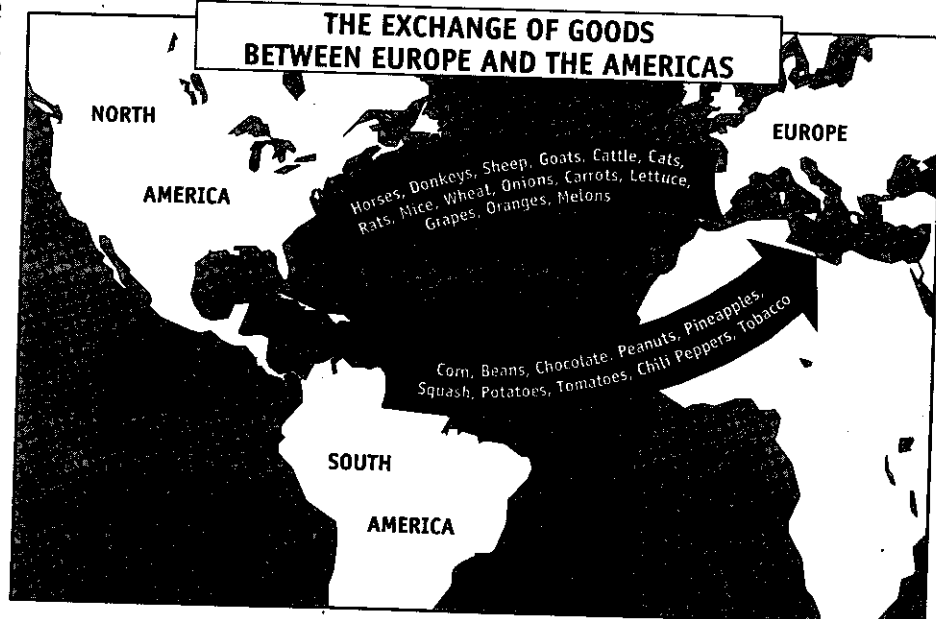 THE EXCHANGE OF GOODS
BETWEEN EUROPE AND THE AMERICAS
NORTH
AMERICA
EUROPE
Horses, Donkeys, Sheep, Goats, Cattle, Cats,
Rats, Mice, Wheat, Onions, Carrots, Lettuce,
Grapes, Oranges, Melons
Corn, Beans, Chocolate, Peanuts, Pineapples,
Squash, Potatoes, Tomatoes, Chili Peppers, Tobacco
SOUTH
AMERICA